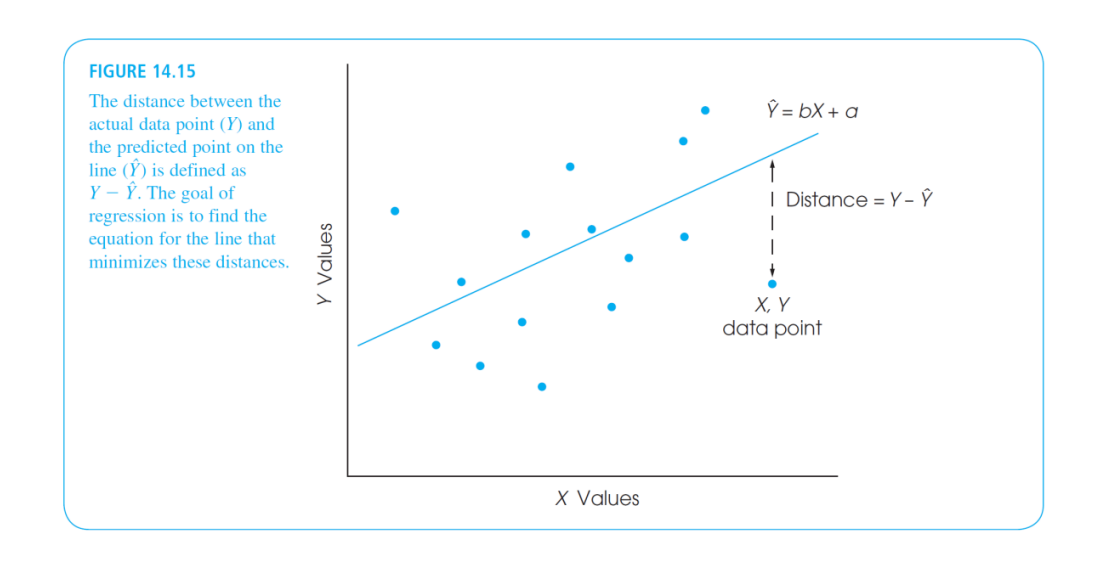 FIGURE 14.15
The distance between the
actual data point (Y) and
the predicted point on the
line (Ŷ) is defined as
Y − Ŷ. The goal of
regression is to find the
equation for the line that
minimizes these distances.
Y Values
Ŷ = bX + a
Distance = Y – Ŷ
X, Y
data point
X Values